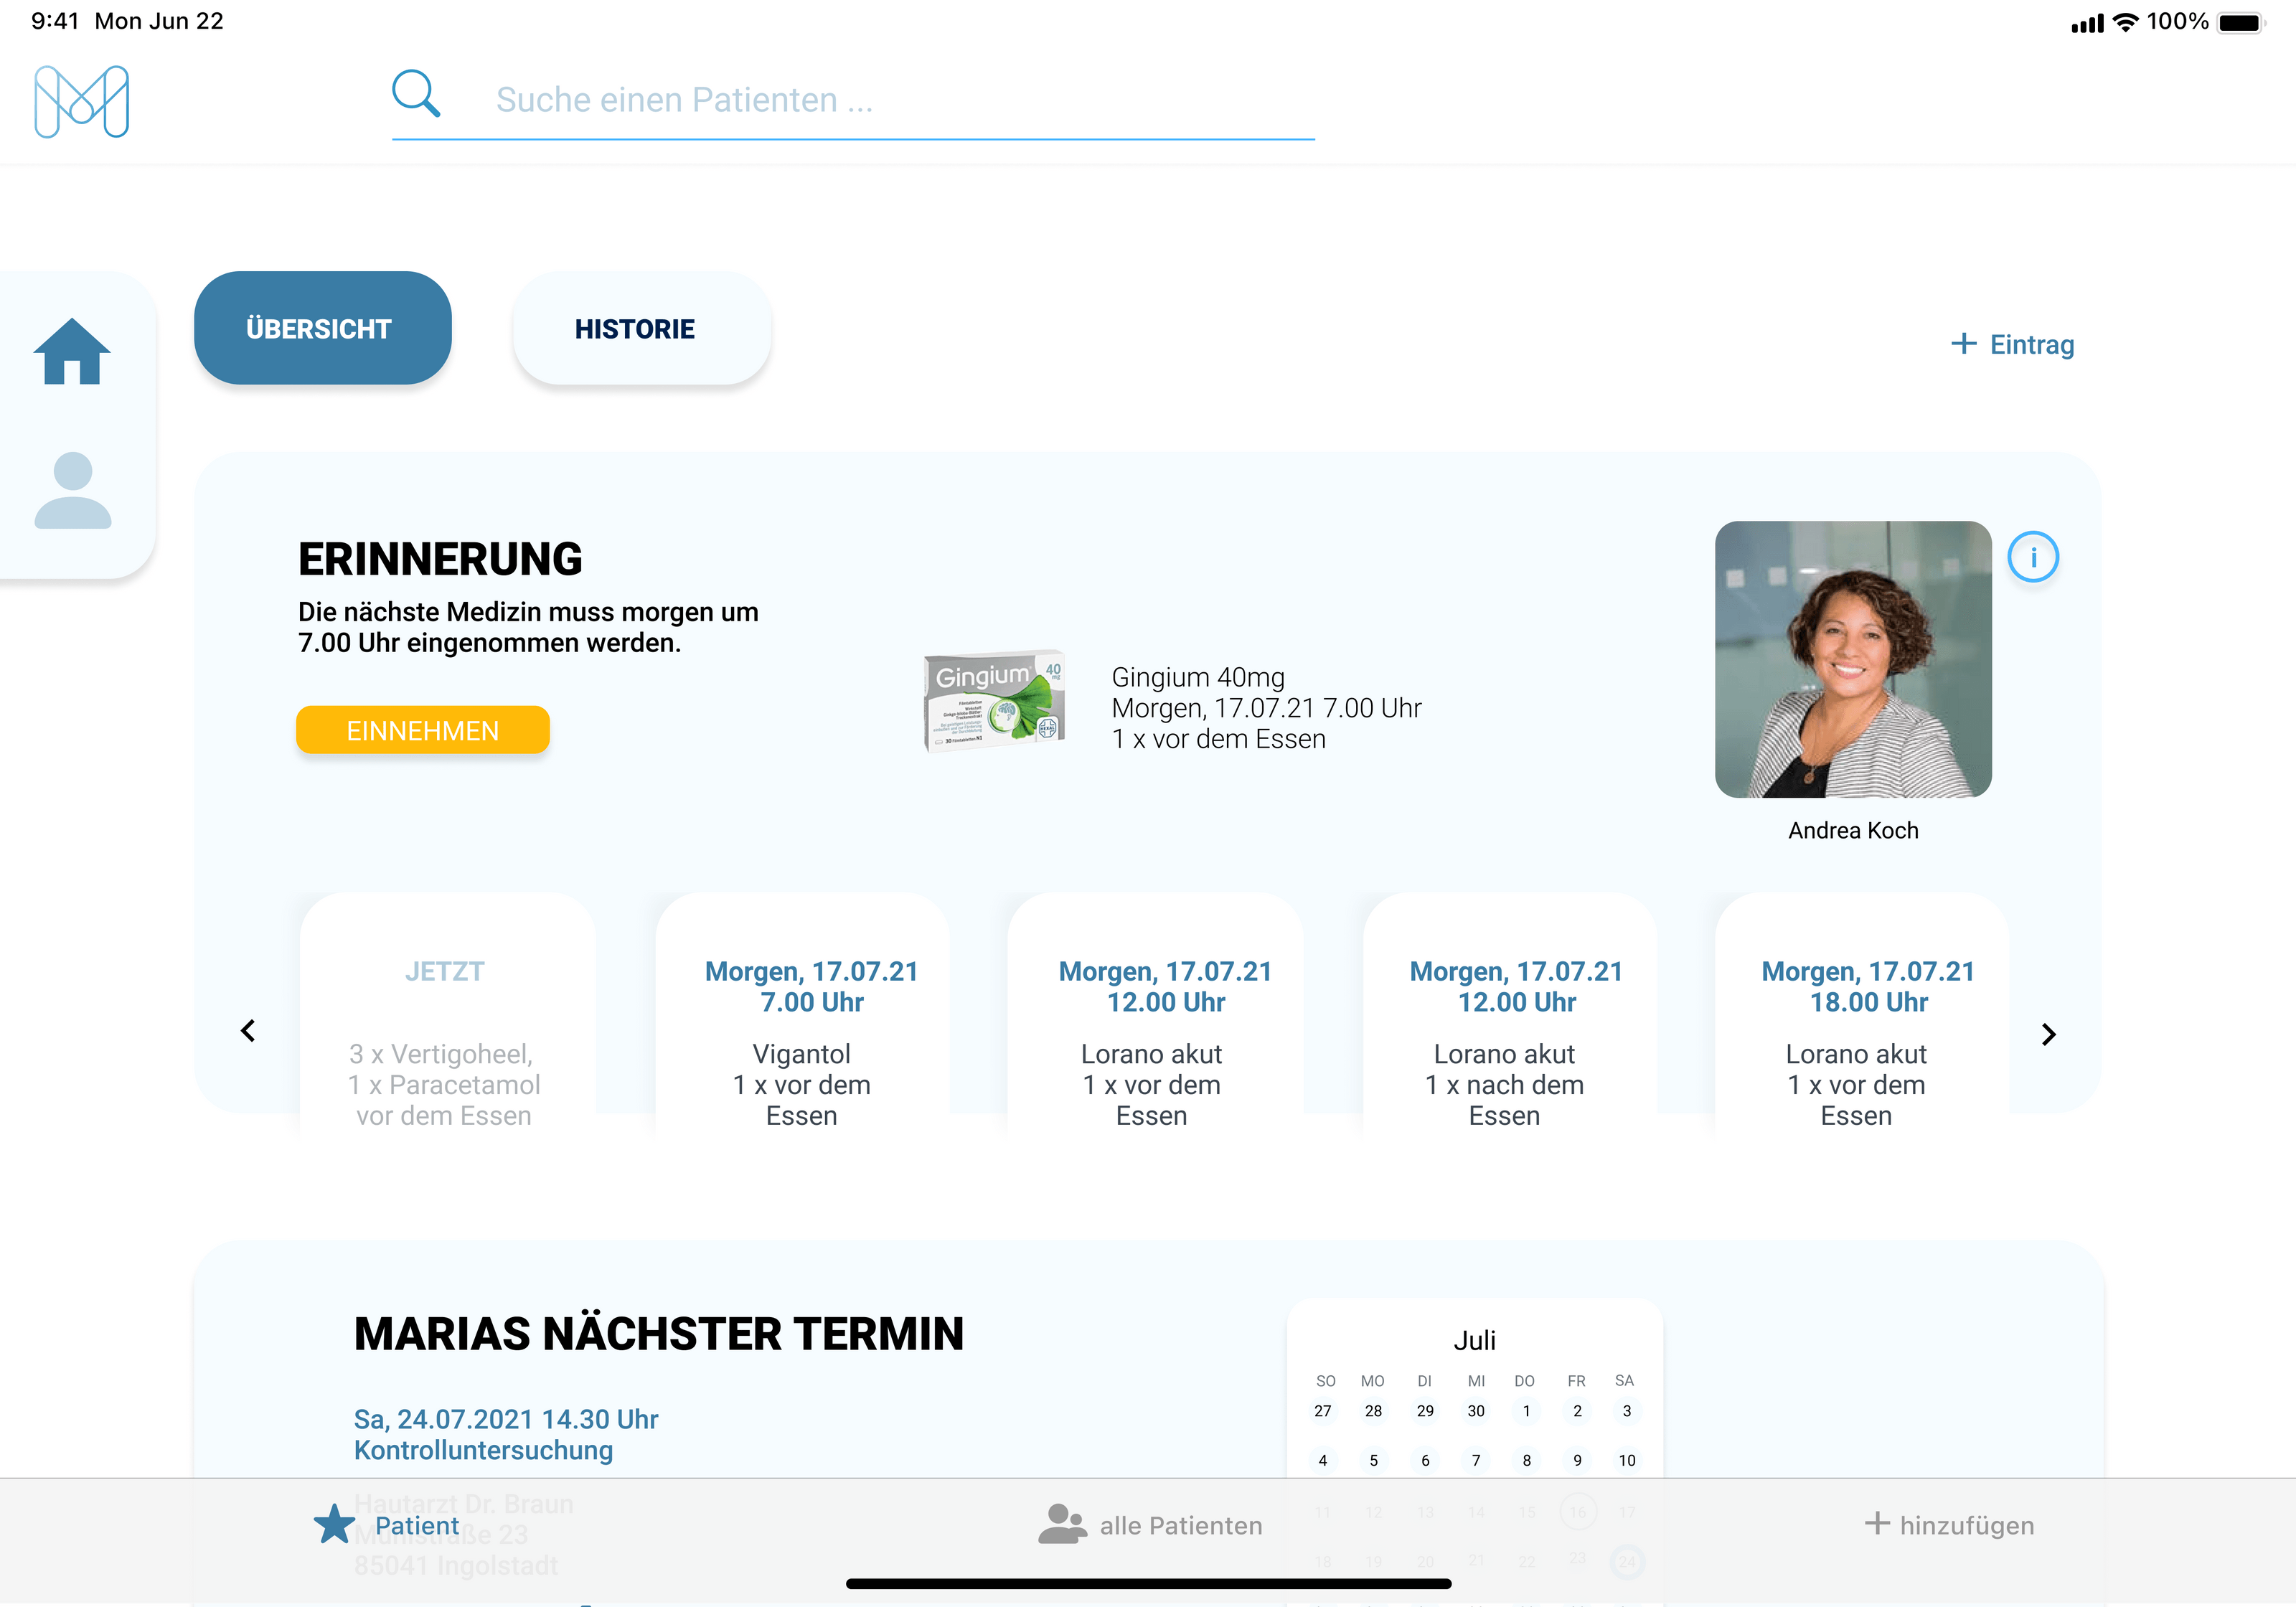 9:41 Mon Jun 22
100%
Suche einen Patienten ...
ÜBERSICHT
HISTORIE
+ Eintrag
ERINNERUNG
Die nächste Medizin muss morgen um
7.00 Uhr eingenommen werden.
EINNEHMEN
Gingium
40
mg
Gingium 40mg
Morgen, 17.07.21 7.00 Uhr
1 x vor dem Essen
i
Andrea Koch
JETZT
3 x Vertigoheel,
1 x Paracetamol
vor dem Essen
Morgen, 17.07.21
7.00 Uhr
Vigantol
1 x vor dem
Essen
Morgen, 17.07.21
12.00 Uhr
Lorano akut
1 x vor dem
Essen
Morgen, 17.07.21
12.00 Uhr
Lorano akut
1 x nach dem
Essen
Morgen, 17.07.21
18.00 Uhr
Lorano akut
1 x vor dem
Essen
MARIAS NÄCHSTER TERMIN
Sa, 24.07.2021 14.30 Uhr
Kontrolluntersuchung
Hautarzt Dr. Braun
85041 Ingolstadt
Juli
SO MO DI MI DO FR SA
27 28 29 30 1 2 3
4 5 6 7 8 9 10
11 12 13 14 15 16 17
18 19 20 21 22 23 24
Patient
alle Patienten
+ hinzufügen